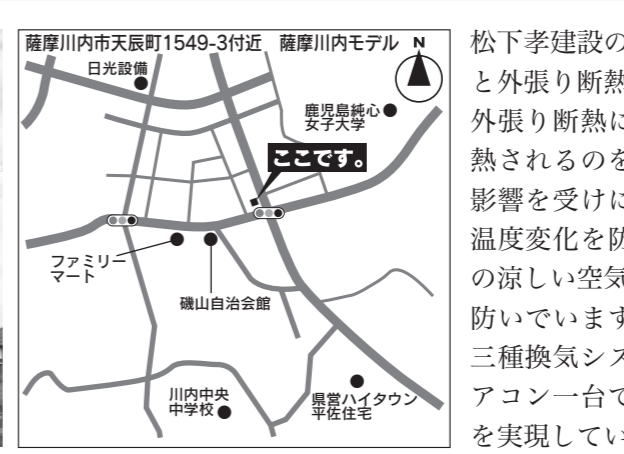 薩摩川内市天辰町1549-3付近 薩摩川内モデル
N
日光設備
鹿児島純心
女子大学
ここです。
ファミリー
マート
磯山自治会館
川内中央
中学校
県営ハイタウン
平佐住宅
松下孝建設の
と外張り断熱
外張り断熱に
熱されるのを
影響を受けに
温度変化を防
の涼しい空気
防いでいます
三種換気シス
アコン一台で
を実現してい